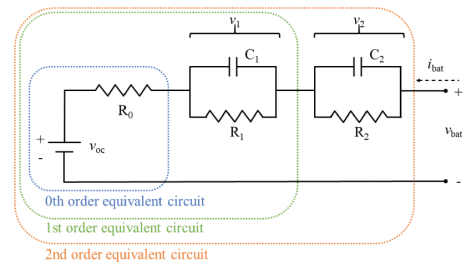 v1 v2
C1 C2 ibat
+
R0 R1 R2
+ voc vbat
-
-
0th order equivalent circuit
1st order equivalent circuit
2nd order equivalent circuit